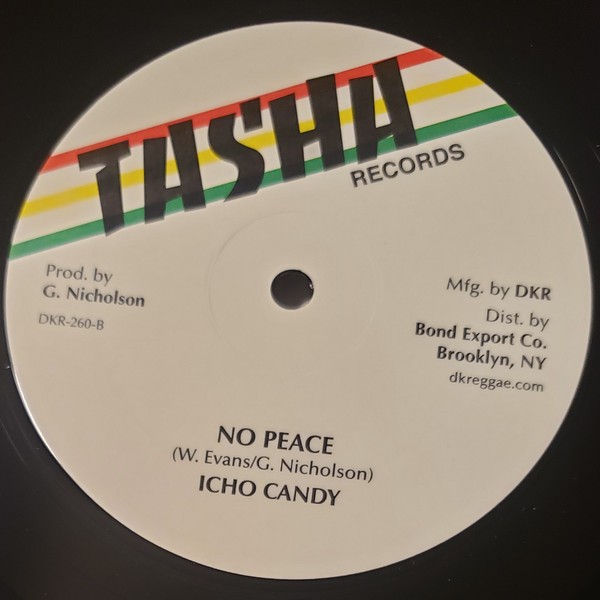 TASHA
RECORDS
Prod. by
G. Nicholson
DKR-260-B
Mfg. by DKR
Dist. by
Bond Export Co.
Brooklyn, NY
dkreggae.com
NO PEACE
(W. Evans/G. Nicholson)
ICHO CANDY